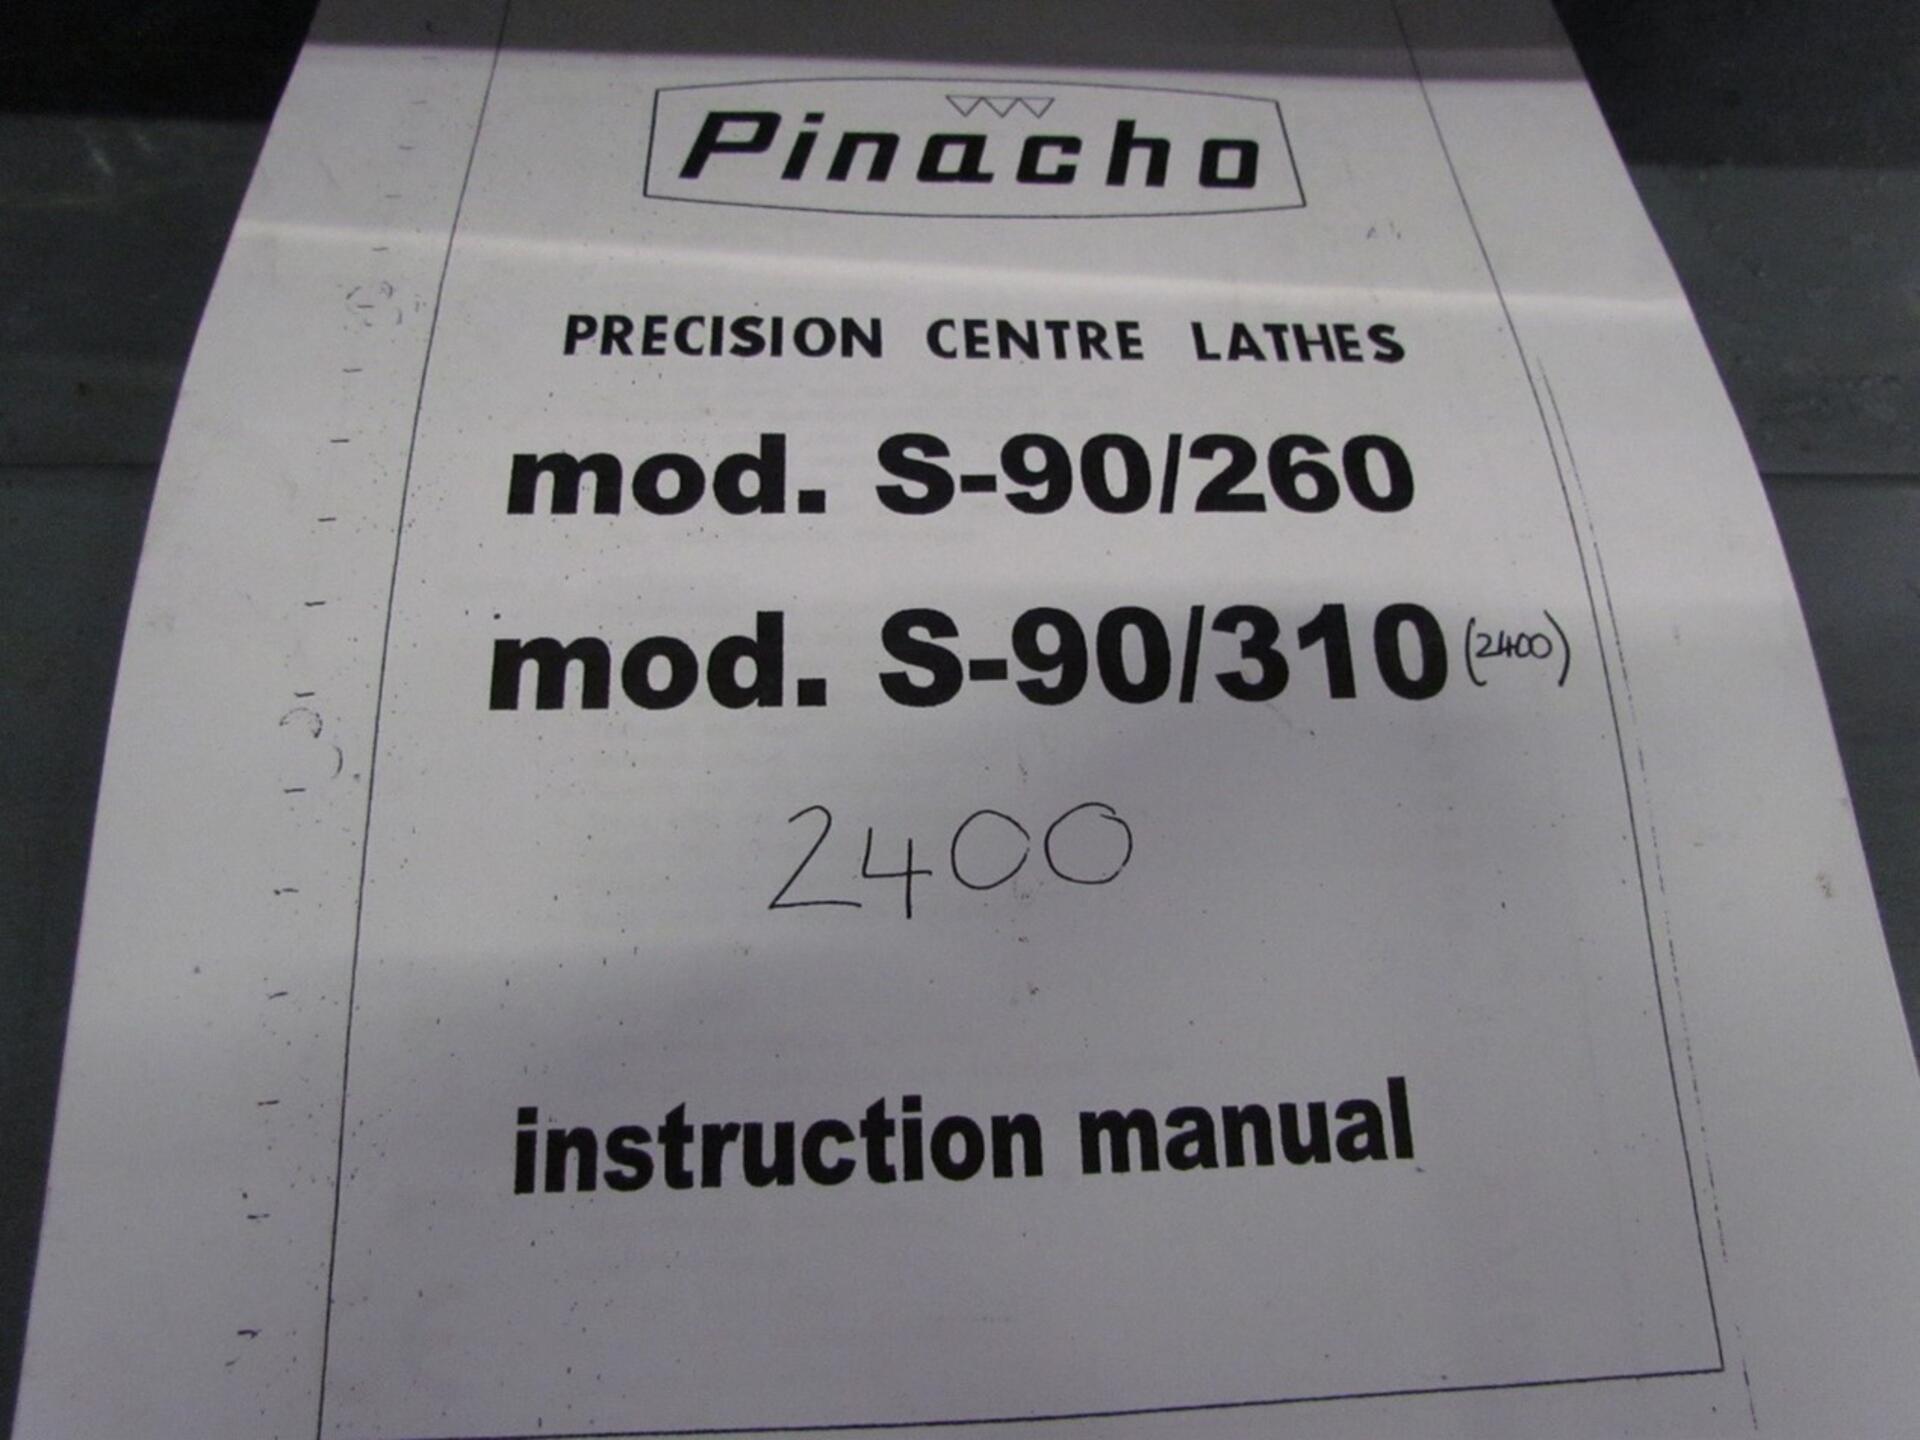 Pinacho
PRECISION CENTRE LATHES
mod. S-90/260
mod. S-90/310 (2400)
2400
instruction manual